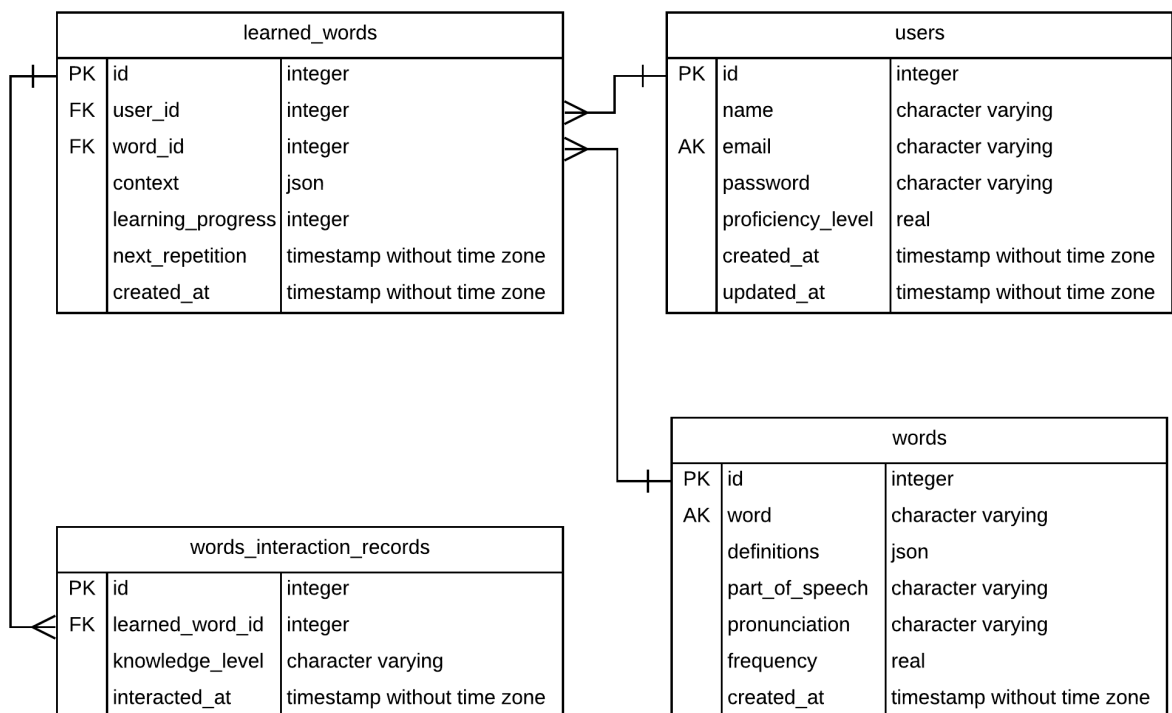 learned_words
PK id integer
FK user_id integer
FK word_id integer
context json
learning_progress integer
next_repetition timestamp without time zone
created_at timestamp without time zone
users
PK id integer
name character varying
AK email character varying
password character varying
proficiency_level real
created_at timestamp without time zone
updated_at timestamp without time zone
words
PK id integer
AK word character varying
definitions json
part_of_speech character varying
pronunciation character varying
frequency real
created_at timestamp without time zone
words_interaction_records
PK id integer
FK learned_word_id integer
knowledge_level character varying
interacted_at timestamp without time zone